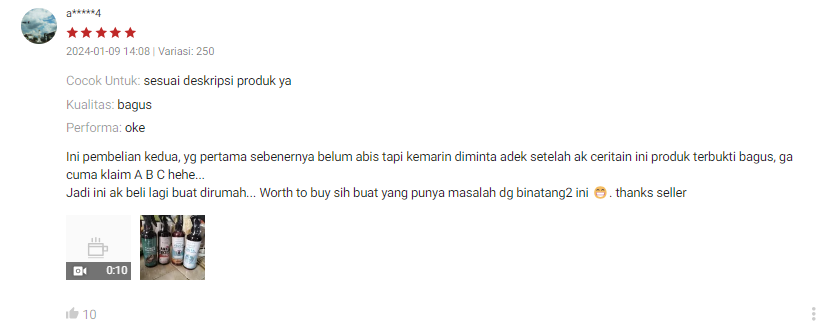 a*****4
2024-01-09 14:08 | Variasi: 250
Cocok Untuk: sesuai deskripsi produk ya
Kualitas: bagus
Performa: oke
Ini pembelian kedua, yg pertama sebenernya belum abis tapi kemarin diminta adek setelah ak ceritain ini produk terbukti bagus, ga
cuma klaim A B C hehe...
Jadi ini ak beli lagi buat dirumah... Worth to buy sih buat yang punya masalah dg binatang2 ini 😁. thanks seller
0:10
10